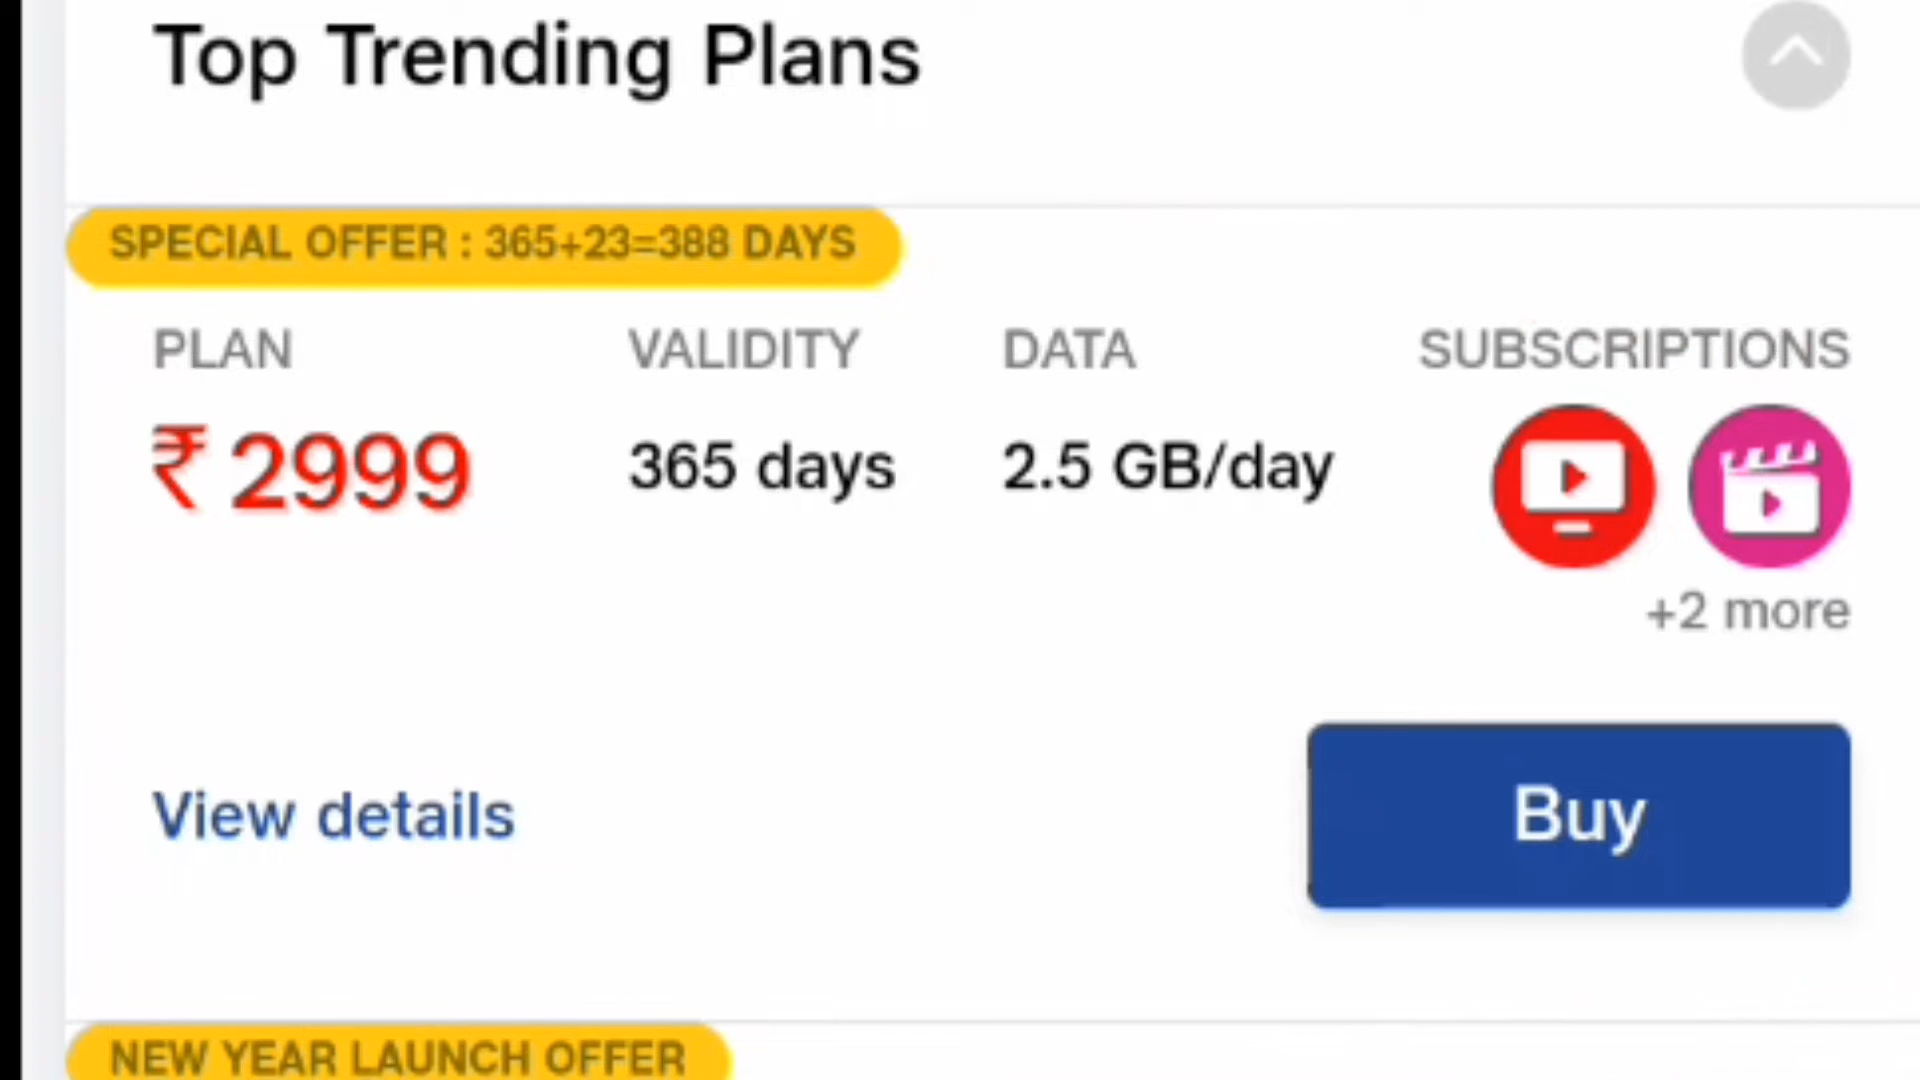 Top Trending Plans
SPECIAL OFFER : 365+23=388 DAYS
PLAN VALIDITY DATA SUBSCRIPTIONS
₹ 2999 365 days 2.5 GB/day
+2 more
View details Buy
NEW YEAR LAUNCH OFFER